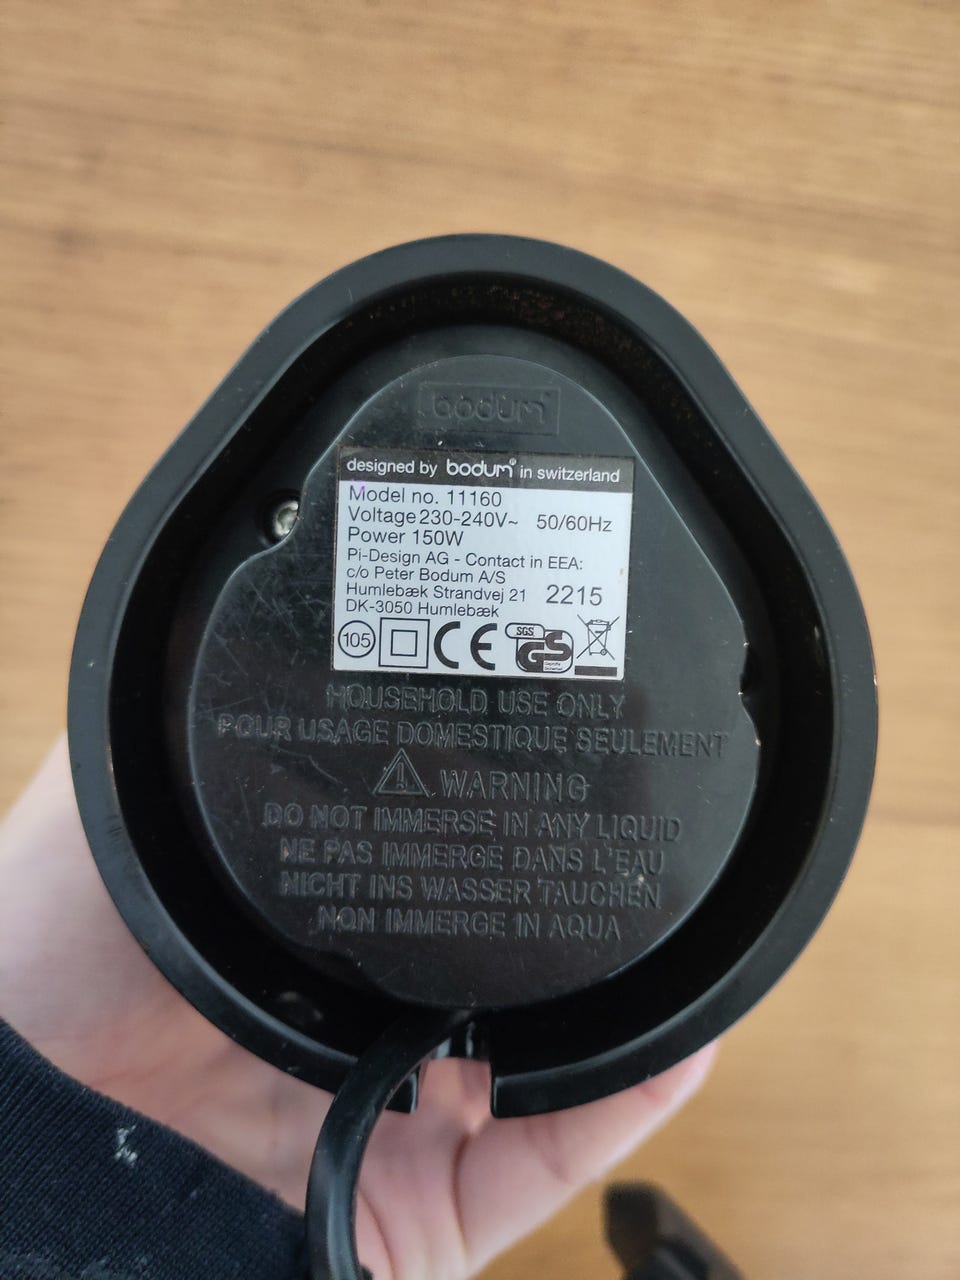 bodum®
designed by bodum® in switzerland
Model no. 11160
Voltage 230-240V~ 50/60Hz
Power 150W
Pi-Design AG - Contact in EEA:
c/o Peter Bodum A/S
Humlebæk Strandvej 21 2215
DK-3050 Humlebæk
105 CE SGS GS
geprüfte
Sicherheit
HOUSEHOLD USE ONLY
POUR USAGE DOMESTIQUE SEULEMENT
WARNING
DO NOT IMMERSE IN ANY LIQUID
NE PAS IMMERGE DANS L'EAU
NICHT INS WASSER TAUCHEN
NON IMMERGE IN AQUA